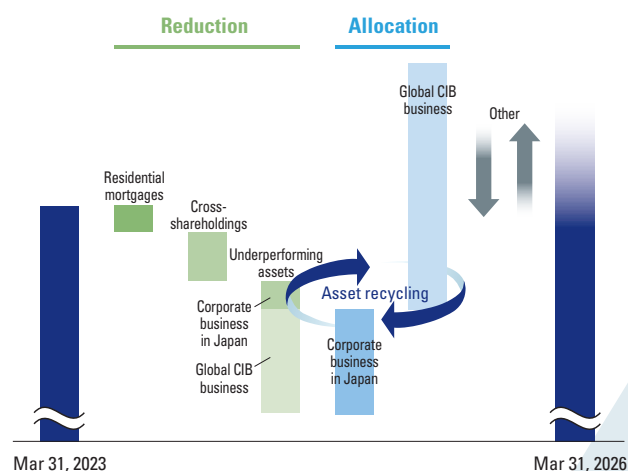 Reduction
Allocation
Global CIB
business
Other
Residential
mortgages
Cross-
shareholdings
Underperforming
assets
Asset recycling
Corporate
business
in Japan
Global CIB
business
Corporate
business
in Japan
Mar 31, 2023
Mar 31, 2026